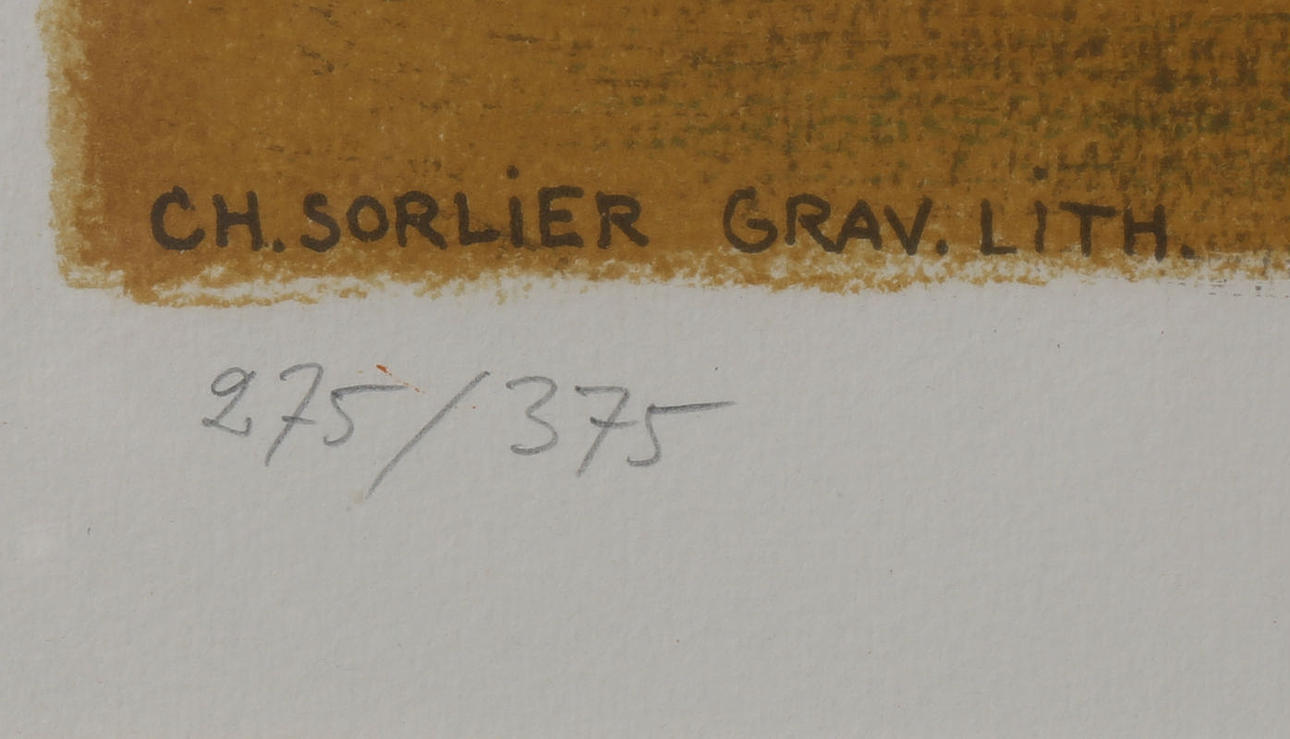 CH. SORLiER GRAV. LiTH.
275/375